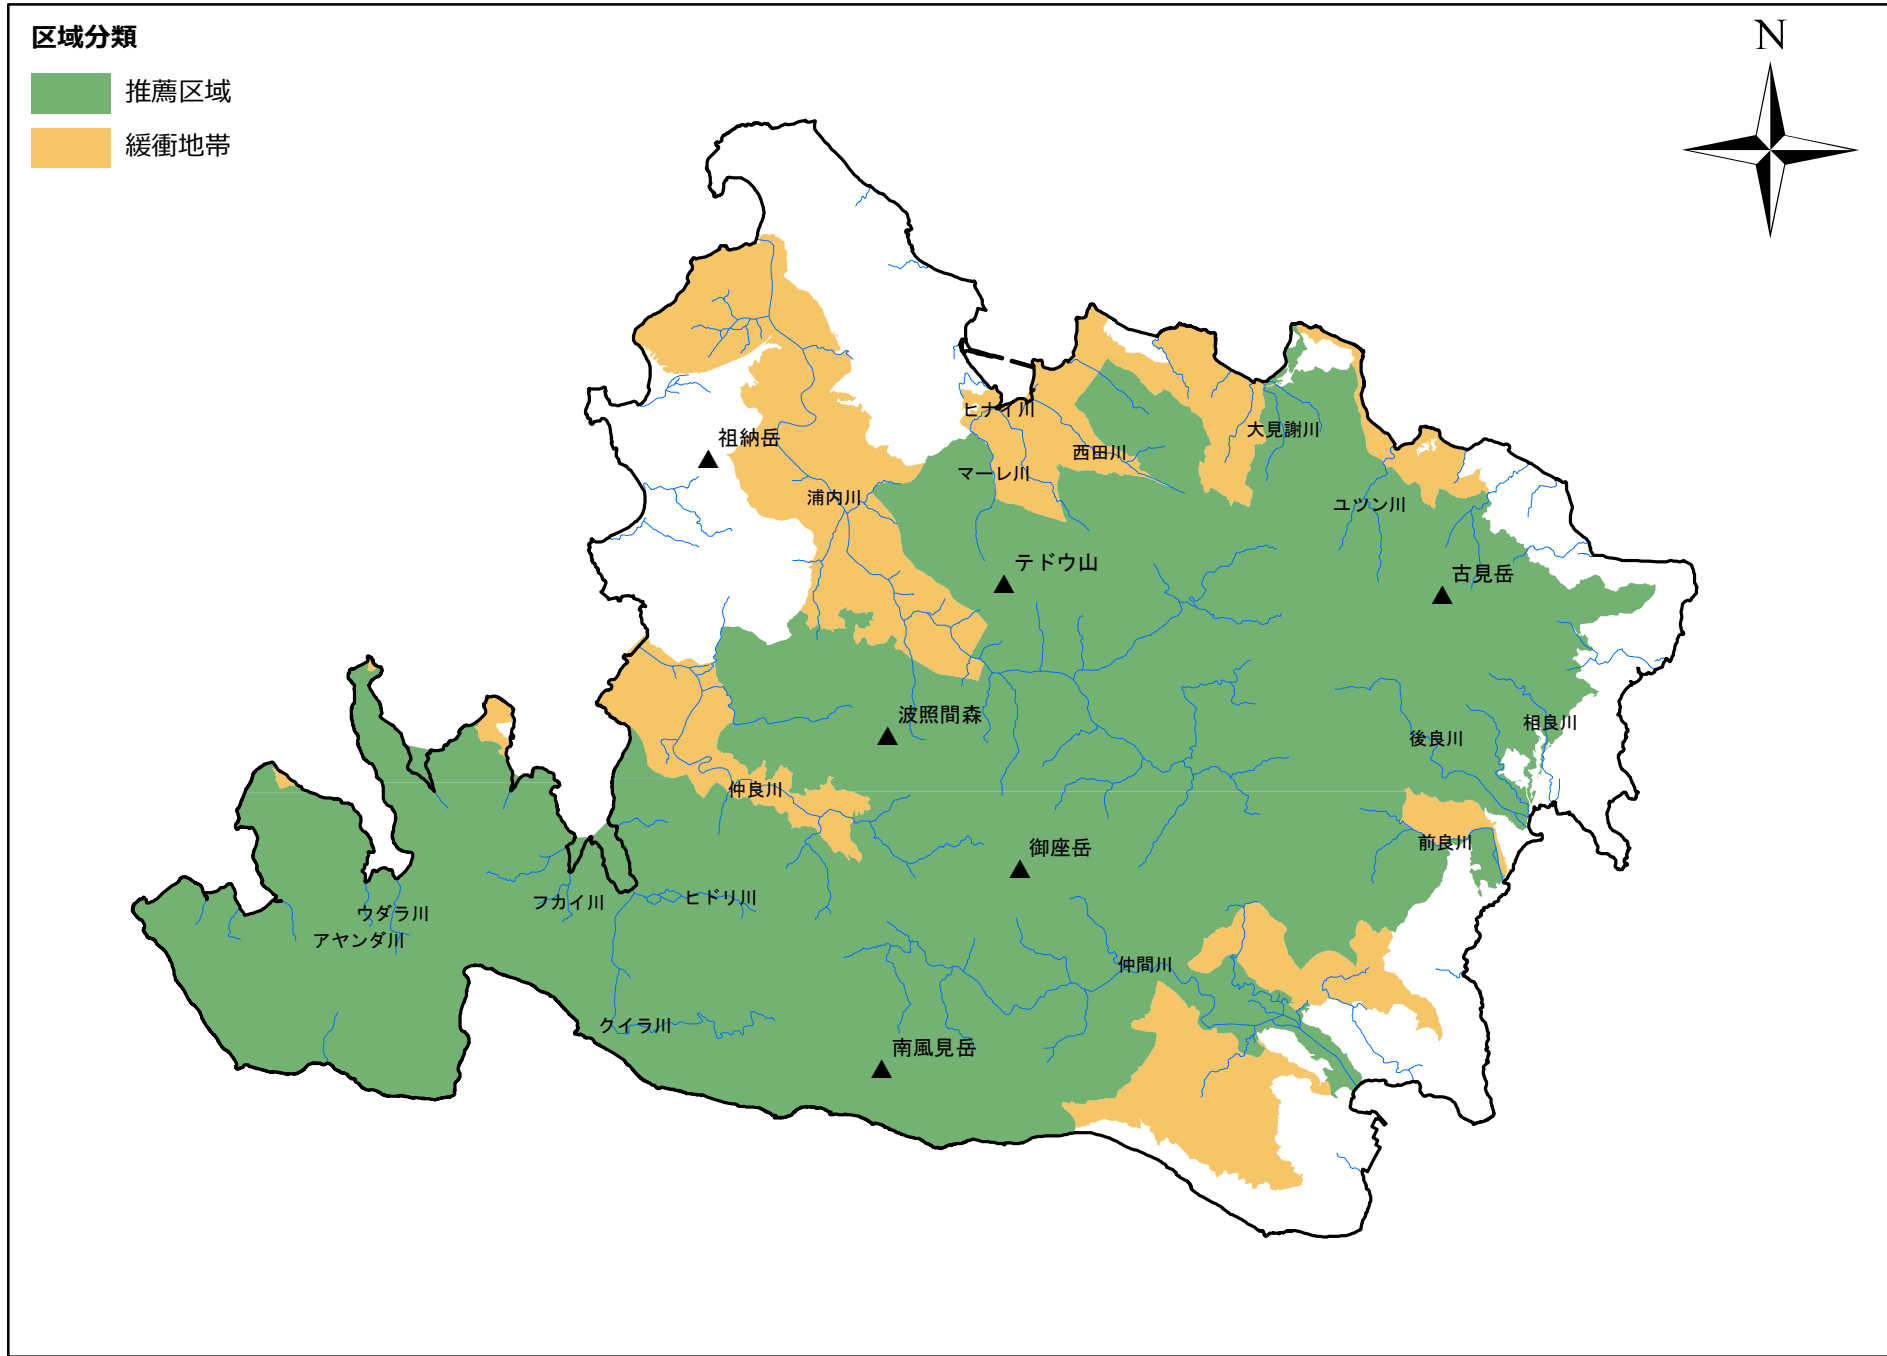 区域分類
推薦区域
緩衝地帯
N
ヒナイ川
祖納岳
大見謝川
西田川
マーレ川
浦内川
ユツン川
テドウ山
古見岳
波照間森
相良川
後良川
仲良川
前良川
御座岳
ヒドリ川
フカイ川
ウダラ川
アヤンダ川
仲間川
クイラ川
南風見岳